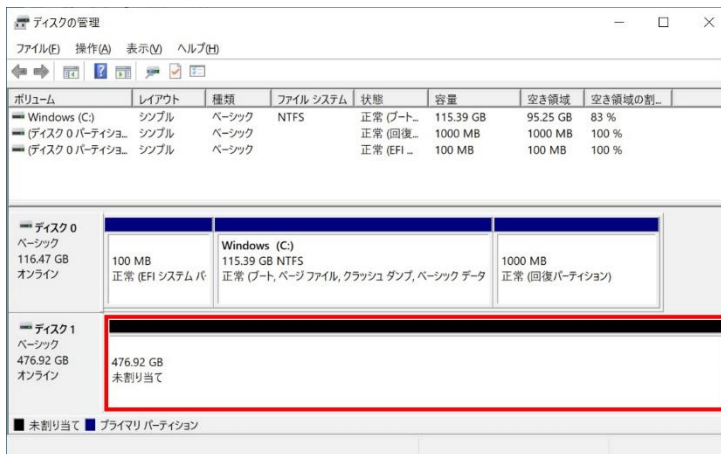 ディスクの管理
ファイル(F) 操作(A) 表示(V) ヘルプ(H)
ボリューム レイアウト 種類 ファイル システム 状態 容量 空き領域 空き領域の割...
Windows (C:) シンプル ベーシック NTFS 正常 (ブート... 115.39 GB 95.25 GB 83 %
(ディスク 0 パーティショ... シンプル ベーシック 正常 (回復... 1000 MB 1000 MB 100 %
(ディスク 0 パーティショ... シンプル ベーシック 正常 (EFI ... 100 MB 100 MB 100 %
ディスク 0
ベーシック
116.47 GB
オンライン
100 MB
正常 (EFI システム パ
Windows (C:)
115.39 GB NTFS
正常 (ブート, ページ ファイル, クラッシュ ダンプ, ベーシック データ
1000 MB
正常 (回復パーティション)
ディスク 1
ベーシック
476.92 GB
オンライン
476.92 GB
未割り当て
未割り当て プライマリ パーティション